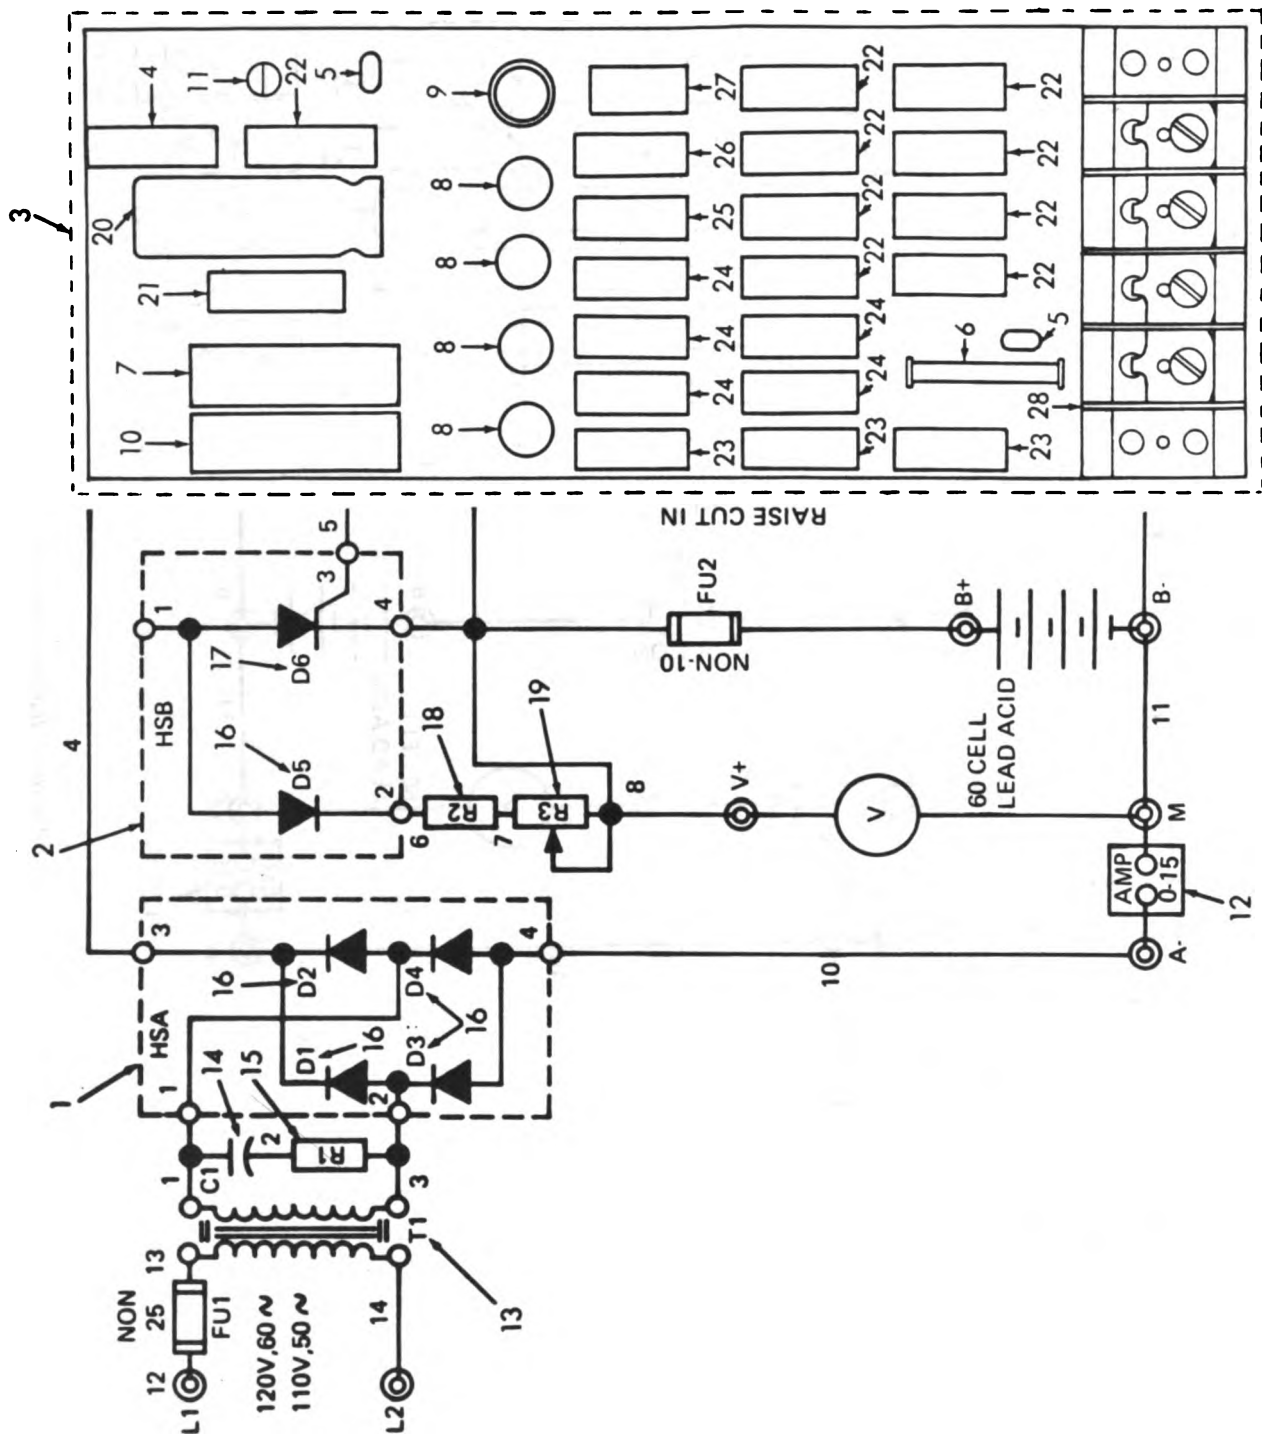 3
4
11
22
5
20
21
7
10
9
8
8
8
8
27
26
25
24
24
24
23
22
22
22
22
24
24
23
22
22
22
22
6
5
28
23
4
2
HSB
1
17
D6
3
5
16
D5
2
4
6
R2
18
7
R3
19
8
RAISE CUT IN
FU2
NON-10
B+
60 CELL
LEAD ACID
B-
11
V+
V
M
AMP
0-15
12
A-
10
1
HSA
3
16
D2
D4
16
D1
16
D3
4
1
14
15
2
1
C1
2
R1
3
T1
13
13
NON
25
FU1
12
L1
120V,60~
110V,50~
14
L2